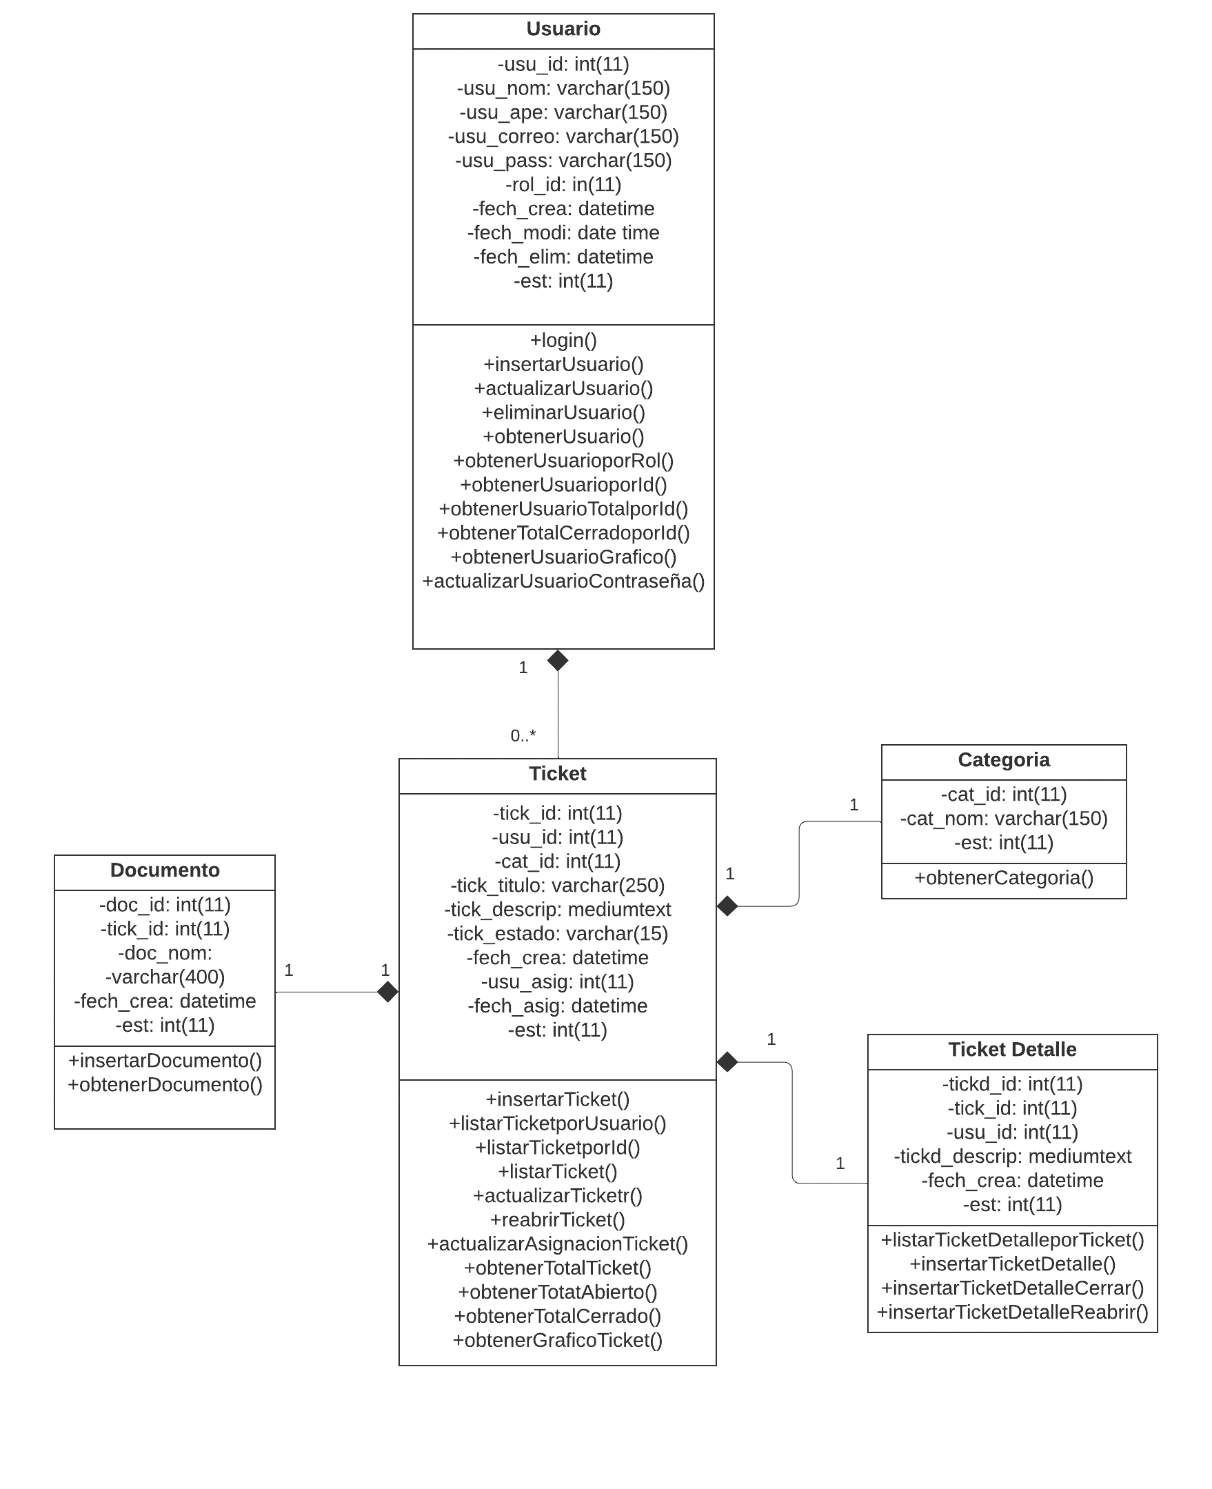 Usuario
-usu_id: int(11)
-usu_nom: varchar(150)
-usu_ape: varchar(150)
-usu_correo: varchar(150)
-usu_pass: varchar(150)
-rol_id: in(11)
-fech_crea: datetime
-fech_modi: date time
-fech_elim: datetime
-est: int(11)
+login()
+insertarUsuario()
+actualizarUsuario()
+eliminarUsuario()
+obtenerUsuario()
+obtenerUsuarioporRol()
+obtenerUsuarioporId()
+obtenerUsuarioTotalporId()
+obtenerTotalCerradoporId()
+obtenerUsuarioGrafico()
+actualizarUsuarioContraseña()
1
0..*
Ticket
-tick_id: int(11)
-usu_id: int(11)
-cat_id: int(11)
-tick_titulo: varchar(250)
-tick_descrip: mediumtext
-tick_estado: varchar(15)
-fech_crea: datetime
-usu_asig: int(11)
-fech_asig: datetime
-est: int(11)
+insertarTicket()
+listarTicketporUsuario()
+listarTicketporId()
+listarTicket()
+actualizarTicketr()
+reabrirTicket()
+actualizarAsignacionTicket()
+obtenerTotalTicket()
+obtenerTotatAbierto()
+obtenerTotalCerrado()
+obtenerGraficoTicket()
Documento
-doc_id: int(11)
-tick_id: int(11)
-doc_nom:
-varchar(400)
-fech_crea: datetime
-est: int(11)
+insertarDocumento()
+obtenerDocumento()
1
1
Categoria
-cat_id: int(11)
-cat_nom: varchar(150)
-est: int(11)
+obtenerCategoria()
1
1
Ticket Detalle
-tickd_id: int(11)
-tick_id: int(11)
-usu_id: int(11)
-tickd_descrip: mediumtext
-fech_crea: datetime
-est: int(11)
+listarTicketDetalleporTicket()
+insertarTicketDetalle()
+insertarTicketDetalleCerrar()
+insertarTicketDetalleReabrir()
1
1